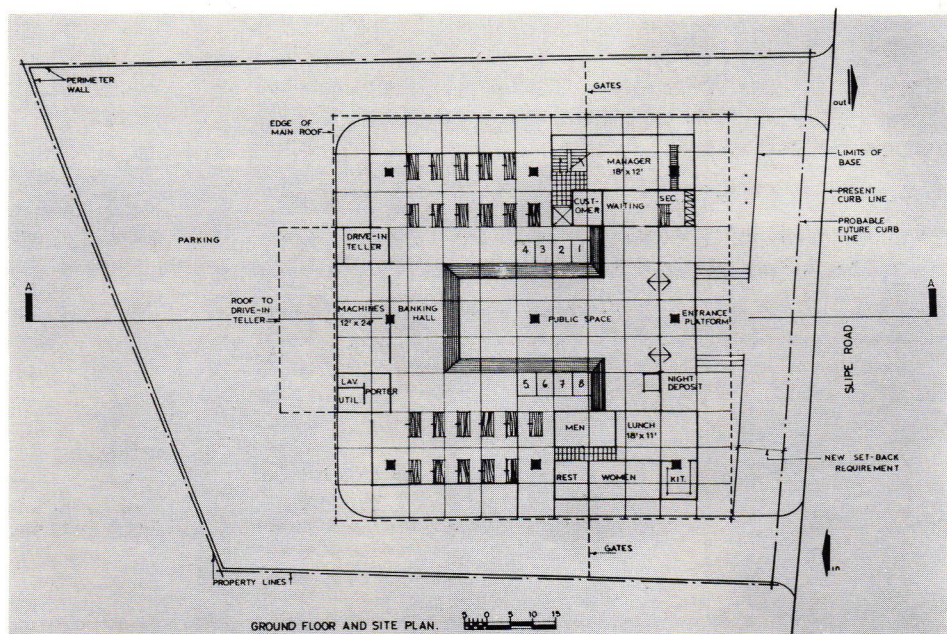 PERIMETER
WALL
GATES
out
EDGE OF
MAIN ROOF
MANAGER
18' x 12'
LIMITS OF
BASE
CUST-
OMER
WAITING
SEC.
PRESENT
CURB LINE
PROBABLE
FUTURE CURB
LINE
PARKING
DRIVE-IN
TELLER
4 3 2 1
A
A
ROOF TO
DRIVE-IN
TELLER
MACHINES
12' x 24'
BANKING
HALL
PUBLIC SPACE
ENTRANCE
PLATFORM
SLIPE ROAD
LAV.
UTIL.
PORTER
5 6 7 8
NIGHT
DEPOSIT
MEN
LUNCH
18' x 11'
NEW SET-BACK
REQUIREMENT
REST
WOMEN
KIT.
GATES
in
PROPERTY LINES
GROUND FLOOR AND SITE PLAN.
5 0 5 10 15